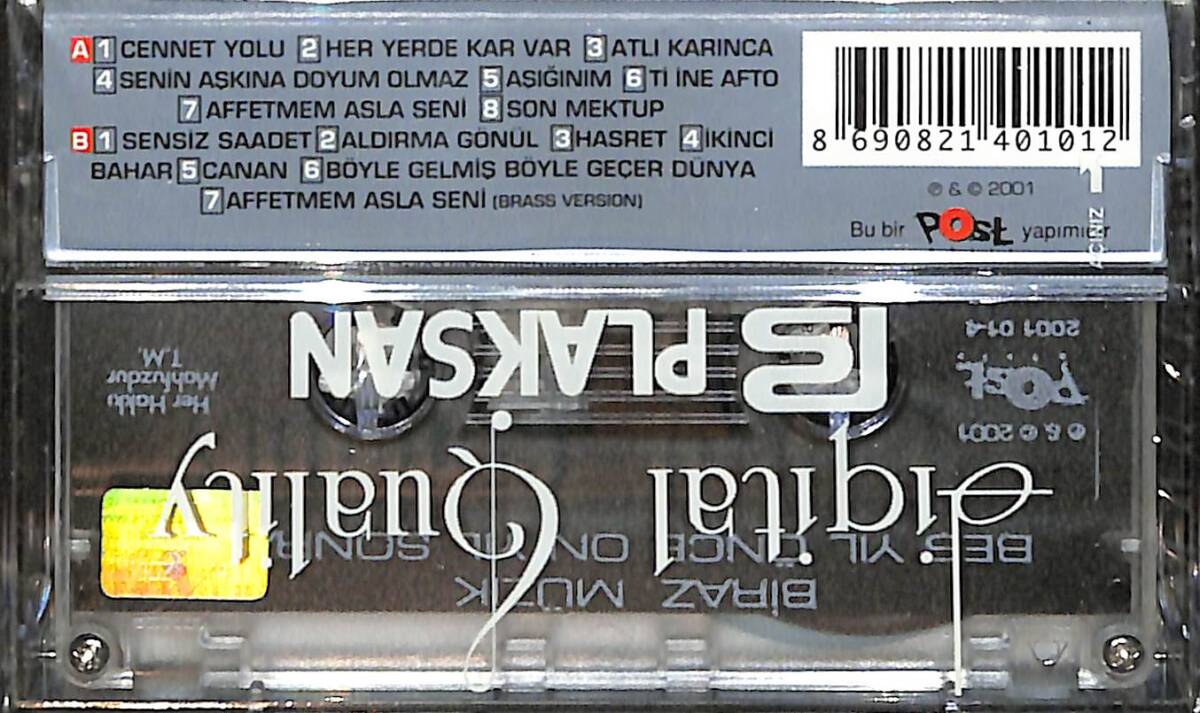 A 1 CENNET YOLU 2 HER YERDE KAR VAR 3 ATLI KARINCA
4 SENİN AŞKINA DOYUM OLMAZ 5 AŞIĞINIM 6 Tİ İNE AFTO
7 AFFETMEM ASLA SENİ 8 SON MEKTUP
B 1 SENSİZ SAADET 2 ALDIRMA GÖNÜL 3 HASRET 4 İKİNCİ
BAHAR 5 CANAN 6 BÖYLE GELMİŞ BÖYLE GEÇER DÜNYA
7 AFFETMEM ASLA SENİ (BRASS VERSION)
8 690821 401012
℗ & © 2001
Bu bir POST yapımıdır
AÇINIZ
BİRAZ MÜZİK
BEŞ YIL ÖNCE ON YIL SONRA
Digital Quality
℗ & © 2001
POST
2001 01-4
PLAKSAN
Her Hakkı
Mahfuzdur
T.M.